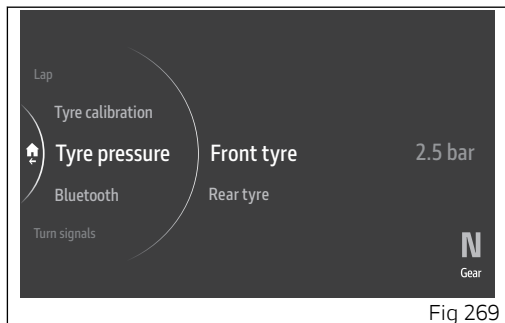 Lap
Tyre calibration
Tyre pressure
Bluetooth
Turn signals
Front tyre 2.5 bar
Rear tyre
N
Gear
Fig 269